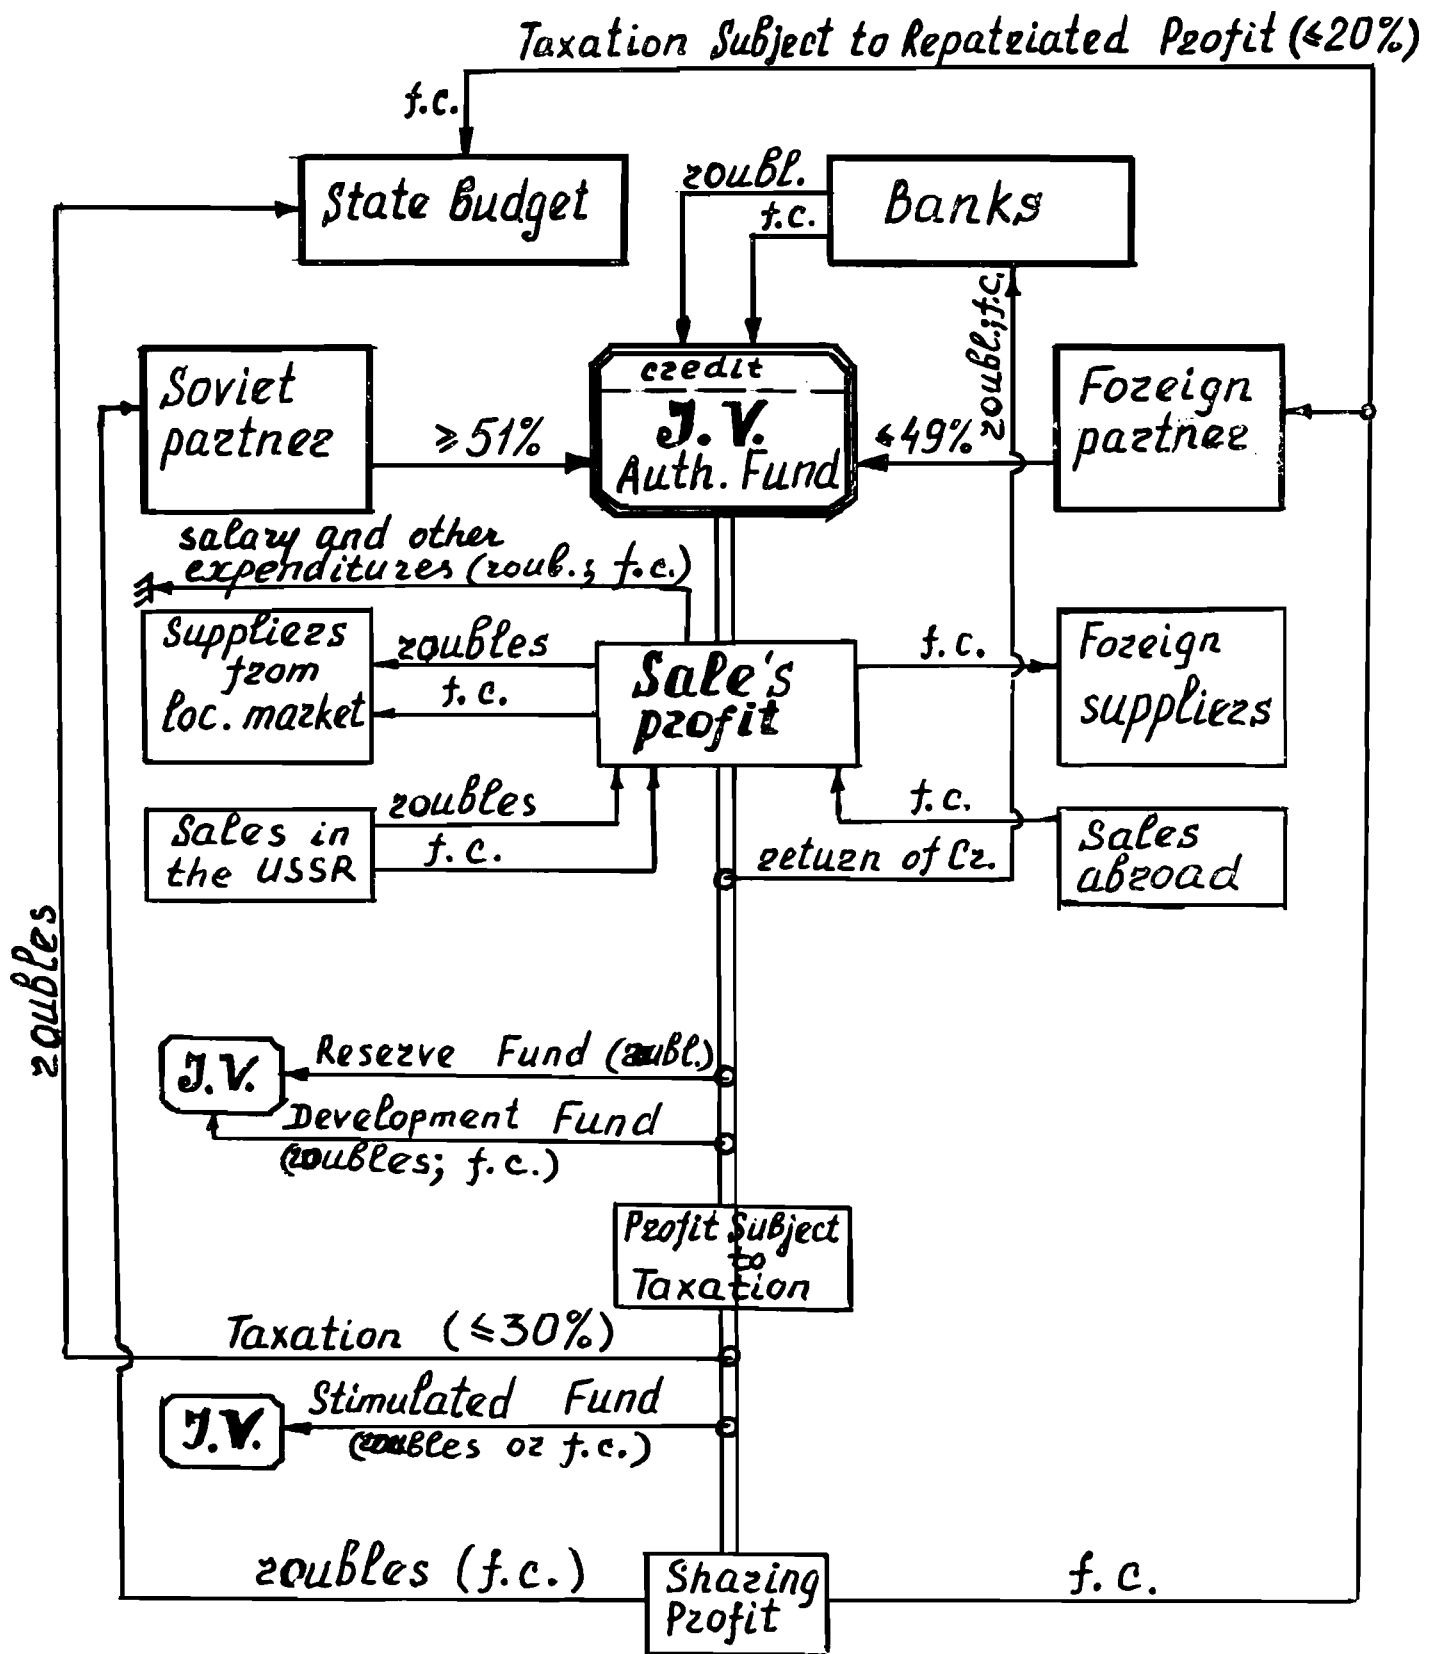 Taxation Subject to Repatriated Profit (≤20%)
f.c.
State Budget
roubl.
f.c.
Banks
roubl.; f.c.
Soviet
partner
≥51%
credit
J.V.
Auth. Fund
≤49%
Foreign
partner
salary and other
expenditures (roub.; f.c.)
Suppliers
from
loc. market
roubles
f.c.
Sale's
profit
f.c.
Foreign
suppliers
Sales in
the USSR
roubles
f.c.
f.c.
return of Cr.
Sales
abroad
roubles
J.V.
Reserve Fund (rubl.)
Development Fund
(roubles; f.c.)
Profit Subject
to
Taxation
Taxation (≤30%)
J.V.
Stimulated Fund
(roubles or f.c.)
roubles (f.c.)
Sharing
Profit
f.c.